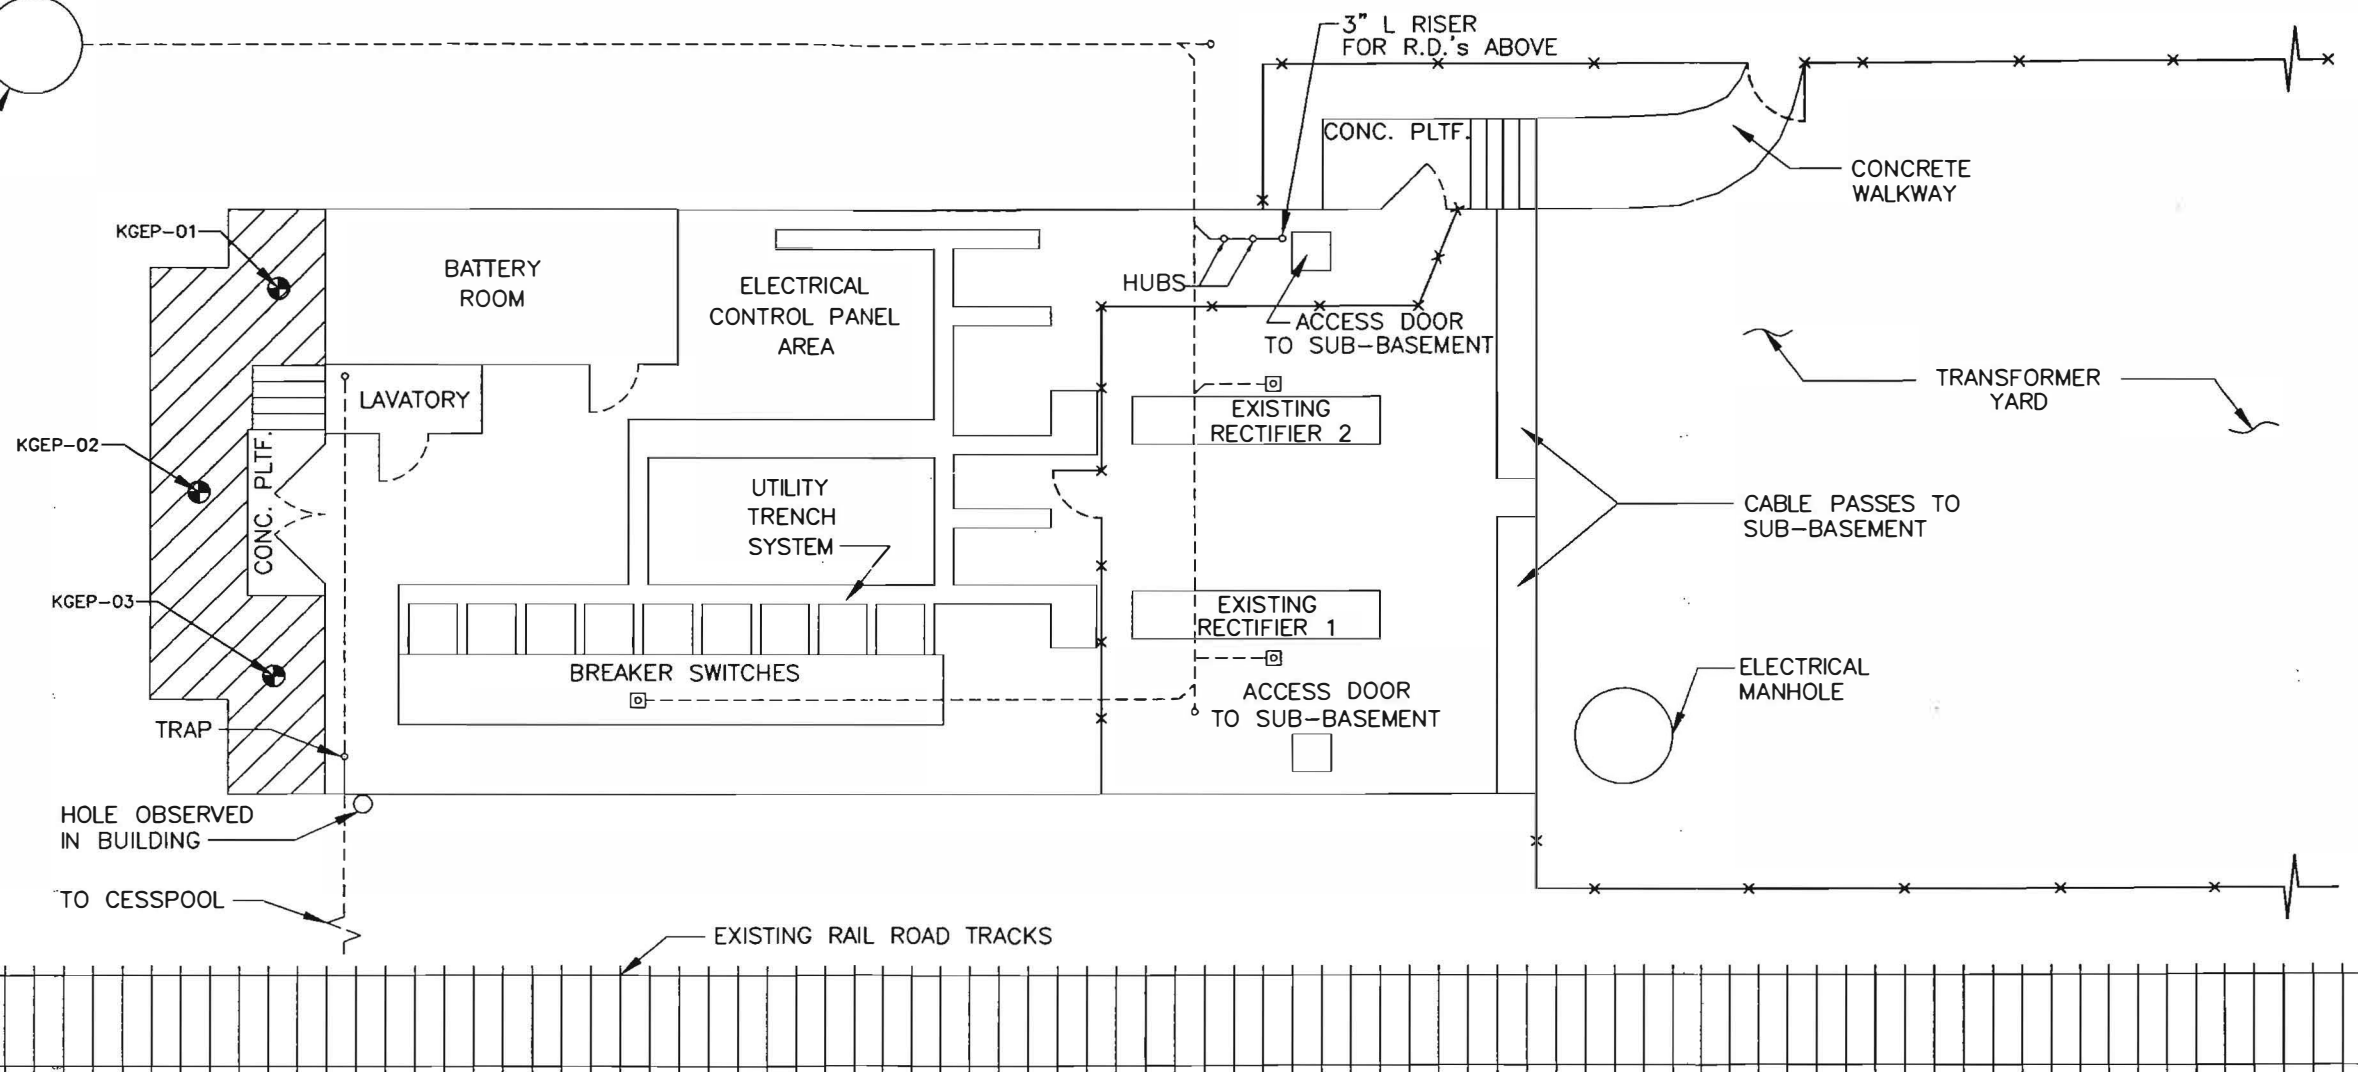 3" L RISER
FOR R.D.'s ABOVE
CONC. PLTF.
CONCRETE
WALKWAY
KGEP-01
BATTERY
ROOM
ELECTRICAL
CONTROL PANEL
AREA
HUBS
ACCESS DOOR
TO SUB-BASEMENT
TRANSFORMER
YARD
LAVATORY
EXISTING
RECTIFIER 2
KGEP-02
CONC. PLTF.
UTILITY
TRENCH
SYSTEM
CABLE PASSES TO
SUB-BASEMENT
KGEP-03
EXISTING
RECTIFIER 1
BREAKER SWITCHES
ELECTRICAL
MANHOLE
ACCESS DOOR
TO SUB-BASEMENT
TRAP
HOLE OBSERVED
IN BUILDING
TO CESSPOOL
EXISTING RAIL ROAD TRACKS